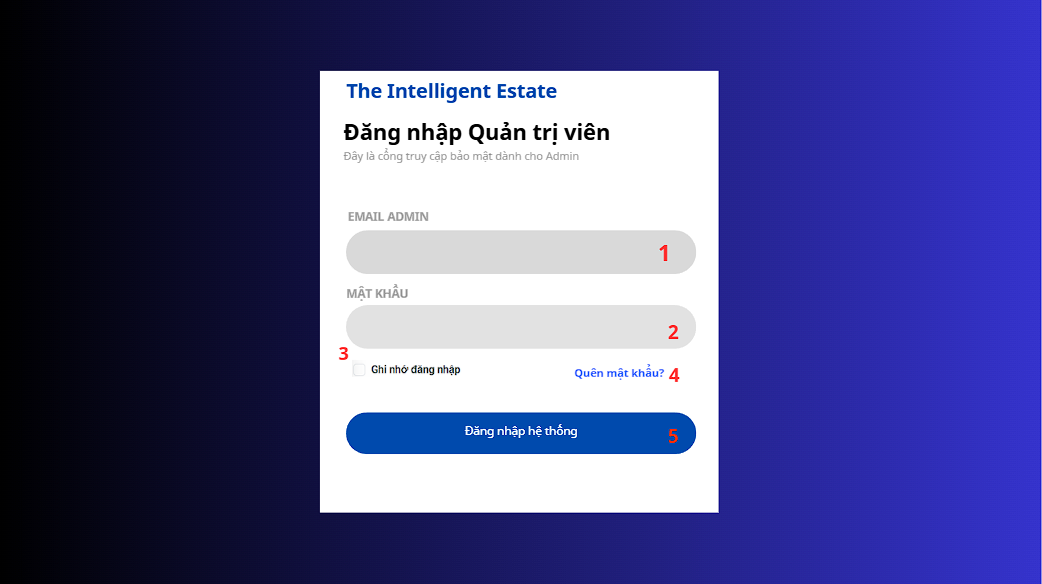 The Intelligent Estate
Đăng nhập Quản trị viên
Đây là cổng truy cập bảo mật dành cho Admin
EMAIL ADMIN
1
MẬT KHẨU
2
3
Ghi nhớ đăng nhập
Quên mật khẩu? 4
Đăng nhập hệ thống 5